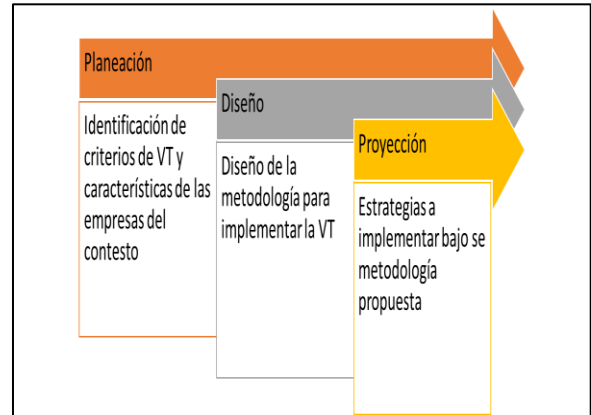 Planeación
Identificación de
criterios de VT y
características de las
empresas del
contesto
Diseño
Diseño de la
metodología para
implementar la VT
Proyección
Estrategias a
implementar bajo se
metodología
propuesta